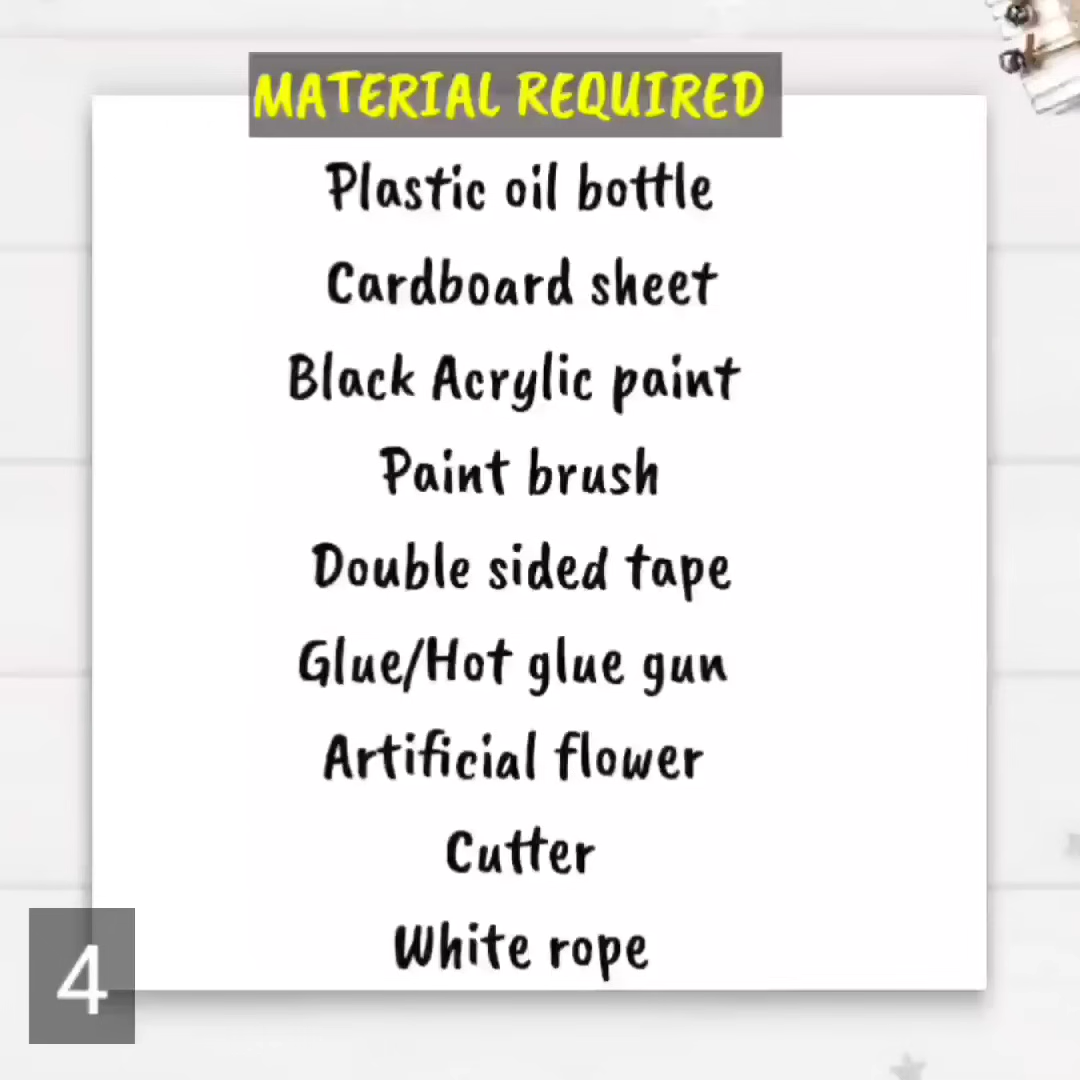 MATERIAL REQUIRED
Plastic oil bottle
Cardboard sheet
Black Acrylic paint
Paint brush
Double sided tape
Glue/Hot glue gun
Artificial flower
Cutter
White rope
4